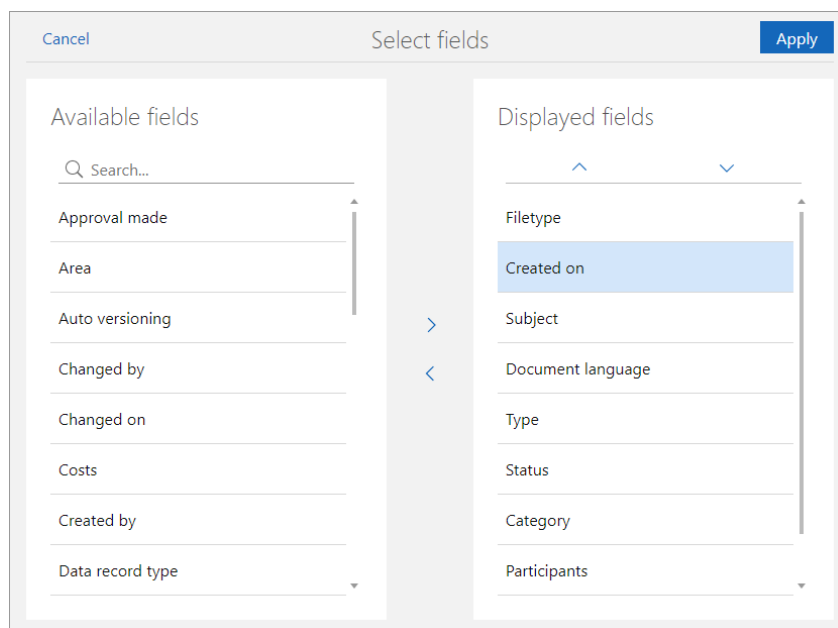 Cancel
Select fields
Apply
Available fields
Search...
Approval made
Area
Auto versioning
Changed by
Changed on
Costs
Created by
Data record type
Displayed fields
Filetype
Created on
Subject
Document language
Type
Status
Category
Participants